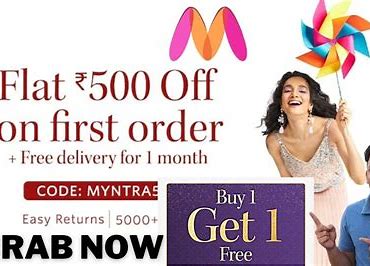 Flat ₹500 Off
on first order
+ Free delivery for 1 month
CODE: MYNTRA5
Easy Returns | 5000+
Buy 1
Get 1
Free
RAB NOW